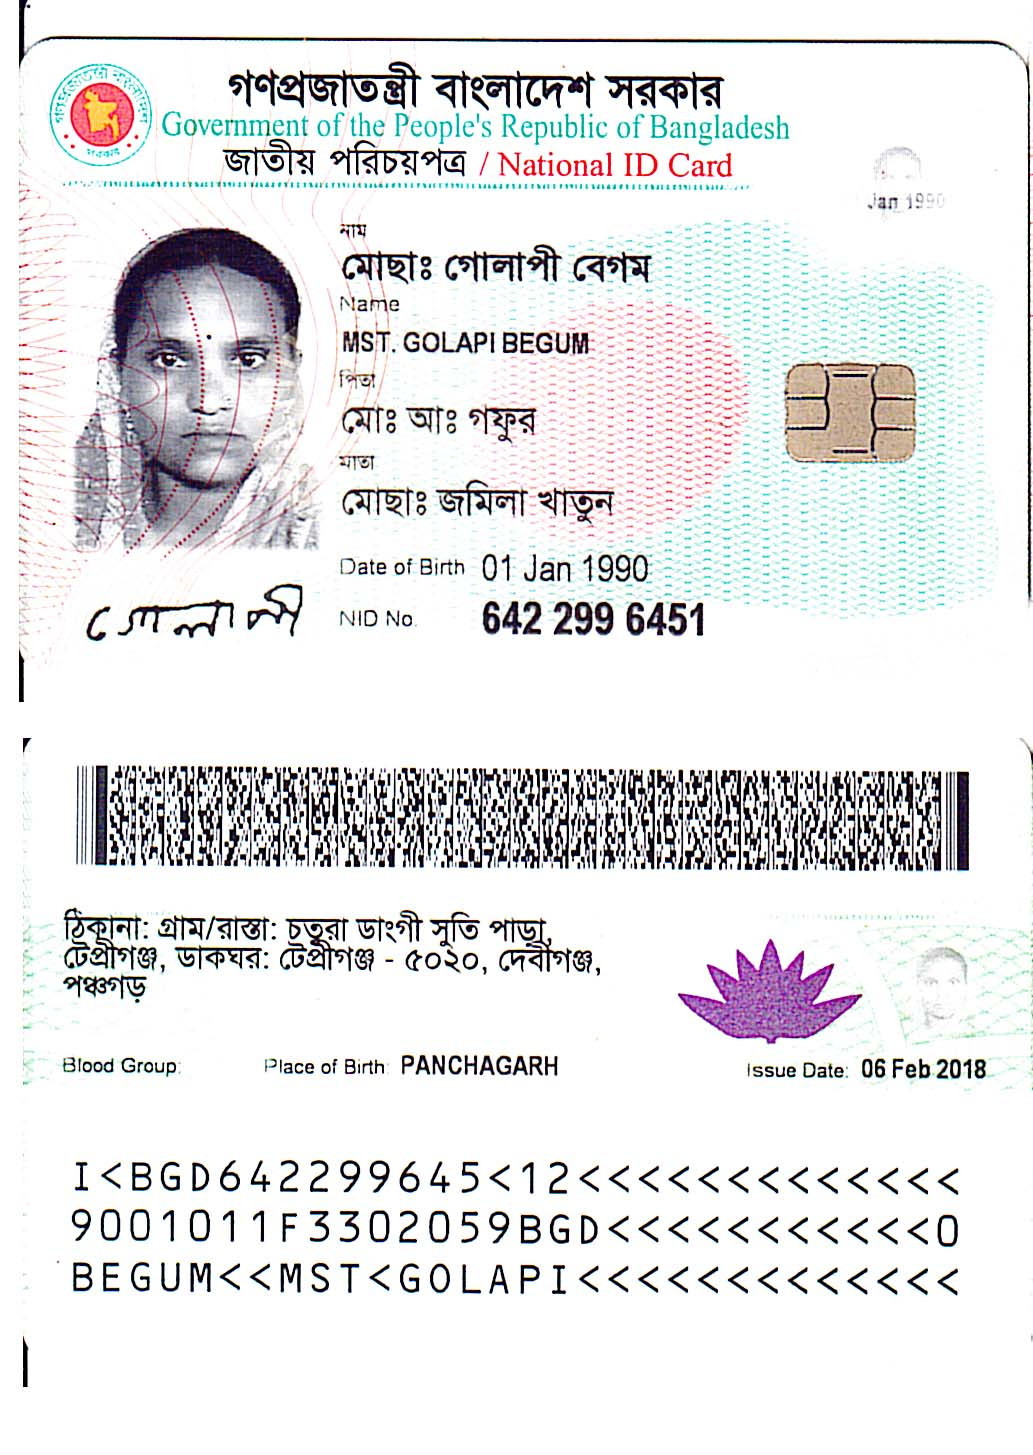 গণপ্রজাতন্ত্রী বাংলাদেশ সরকার
Government of the People's Republic of Bangladesh
জাতীয় পরিচয়পত্র / National ID Card
Jan 1990
নাম
মোছাঃ গোলাপী বেগম
Name
MST. GOLAPI BEGUM
পিতা
মোঃ আঃ গফুর
মাতা
মোছাঃ জমিলা খাতুন
Date of Birth 01 Jan 1990
গোলাপী
NID No. 642 299 6451
ঠিকানা: গ্রাম/রাস্তা: চতুরা ডাংগী সুতি পাড়া,
টেপ্রীগঞ্জ, ডাকঘর: টেপ্রীগঞ্জ - ৫০২০, দেবীগঞ্জ,
পঞ্চগড়
Blood Group: Place of Birth: PANCHAGARH Issue Date: 06 Feb 2018
I<BGD642299645<12<<<<<<<<<<<<<
9001011F3302059BGD<<<<<<<<<<<0
BEGUM<<MST<GOLAPI<<<<<<<<<<<<<